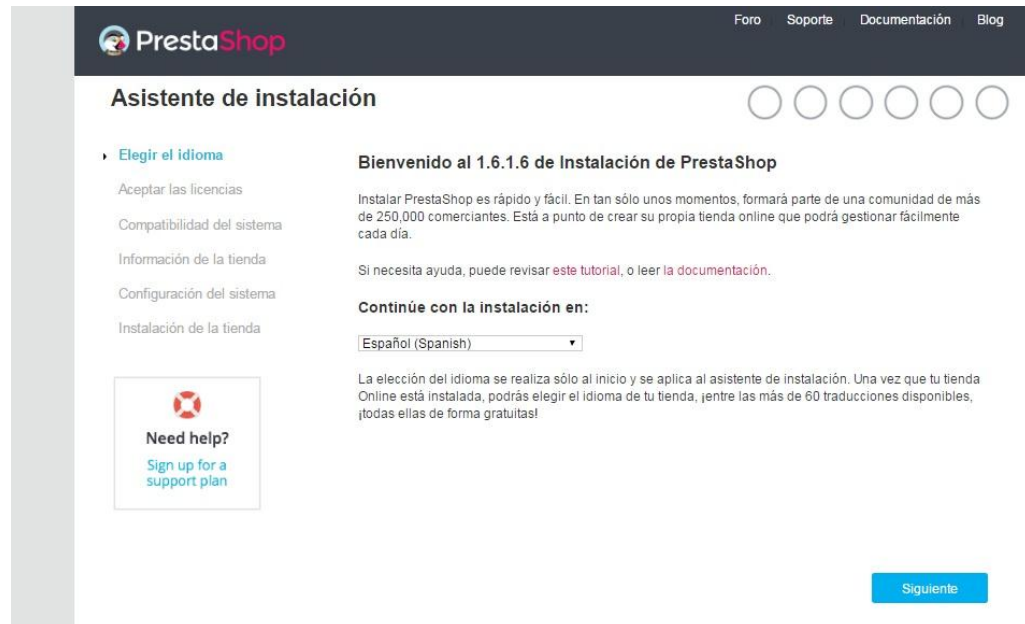 PrestaShop
Foro Soporte Documentación Blog
Asistente de instalación
Elegir el idioma
Aceptar las licencias
Compatibilidad del sistema
Información de la tienda
Configuración del sistema
Instalación de la tienda
Need help?
Sign up for a
support plan
Bienvenido al 1.6.1.6 de Instalación de PrestaShop
Instalar PrestaShop es rápido y fácil. En tan sólo unos momentos, formará parte de una comunidad de más
de 250,000 comerciantes. Está a punto de crear su propia tienda online que podrá gestionar fácilmente
cada día.
Si necesita ayuda, puede revisar este tutorial, o leer la documentación.
Continúe con la instalación en:
Español (Spanish)
La elección del idioma se realiza sólo al inicio y se aplica al asistente de instalación. Una vez que tu tienda
Online está instalada, podrás elegir el idioma de tu tienda, ¡entre las más de 60 traducciones disponibles,
¡todas ellas de forma gratuitas!
Siguiente